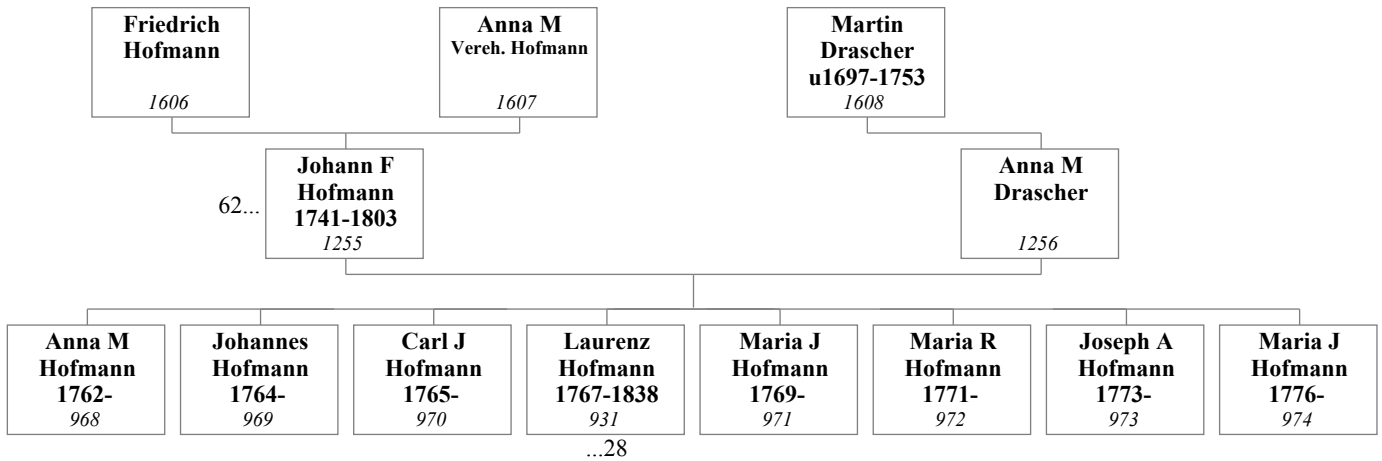 Friedrich
Hofmann
1606
Anna M
Vereh. Hofmann
1607
Martin
Drascher
u1697-1753
1608
62...
Johann F
Hofmann
1741-1803
1255
Anna M
Drascher
1256
Anna M
Hofmann
1762-
968
Johannes
Hofmann
1764-
969
Carl J
Hofmann
1765-
970
Laurenz
Hofmann
1767-1838
931
...28
Maria J
Hofmann
1769-
971
Maria R
Hofmann
1771-
972
Joseph A
Hofmann
1773-
973
Maria J
Hofmann
1776-
974